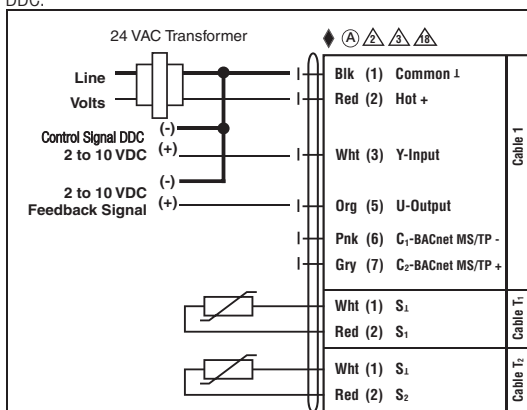 DDC.
24 VAC Transformer
♦ Ⓐ 2 3 18
Line
Volts
Control Signal DDC (-)
2 to 10 VDC (+)
(-)
2 to 10 VDC
Feedback Signal (+)
Blk (1) Common ⊥
Red (2) Hot +
Wht (3) Y-Input
Org (5) U-Output
Pnk (6) C₁-BACnet MS/TP -
Gry (7) C₂-BACnet MS/TP +
Cable 1
Wht (1) S⊥
Red (2) S₁
Cable T₁
Wht (1) S⊥
Red (2) S₂
Cable T₂